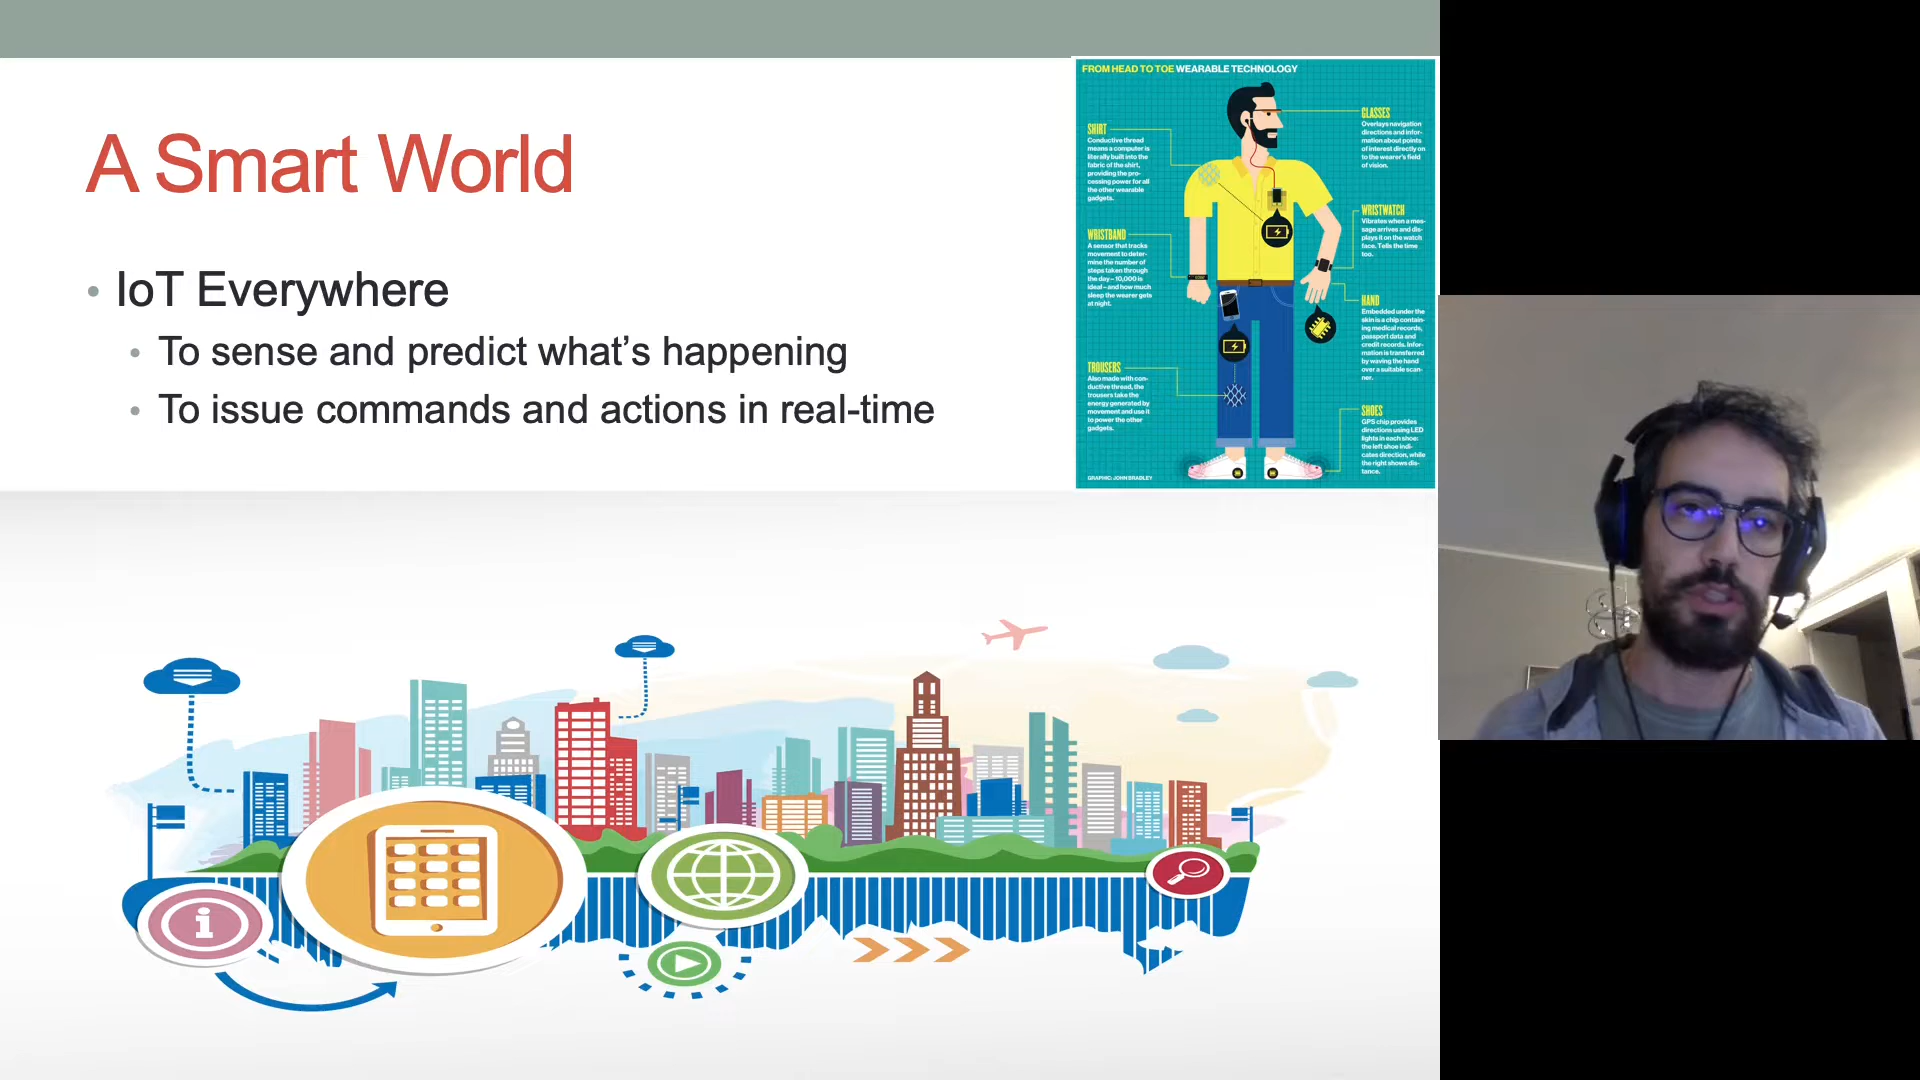 A Smart World
• IoT Everywhere
• To sense and predict what's happening
• To issue commands and actions in real-time
FROM HEAD TO TOE WEARABLE TECHNOLOGY
SHIRT
Conductive thread
means a computer is
literally built into the
fabric of the shirt,
providing the pro-
cessing power for all
the other wearable
gadgets.
WRISTBAND
A sensor that tracks
movement to deter-
mine the number of
steps taken through
the day – 10,000 is
ideal – and how much
sleep the wearer gets
at night.
TROUSERS
Also made with con-
ductive thread, the
trousers take the
energy generated by
movement and use it
to power the other
gadgets.
GRAPHIC: JOHN BRADLEY
GLASSES
Overlays navigation
directions and infor-
mation about points
of interest directly on
to the wearer's field
of vision.
WRISTWATCH
Vibrates when a mes-
sage arrives and dis-
plays it on the watch
face. Tells the time
too.
HAND
Embedded under the
skin is a chip contain-
ing medical records,
passport data and
credit records. Infor-
mation is transferred
by waving the hand
over a suitable scan-
ner.
SHOES
GPS chip provides
directions using LED
lights in each shoe:
the left shoe indi-
cates direction, while
the right shows dis-
tance.
i